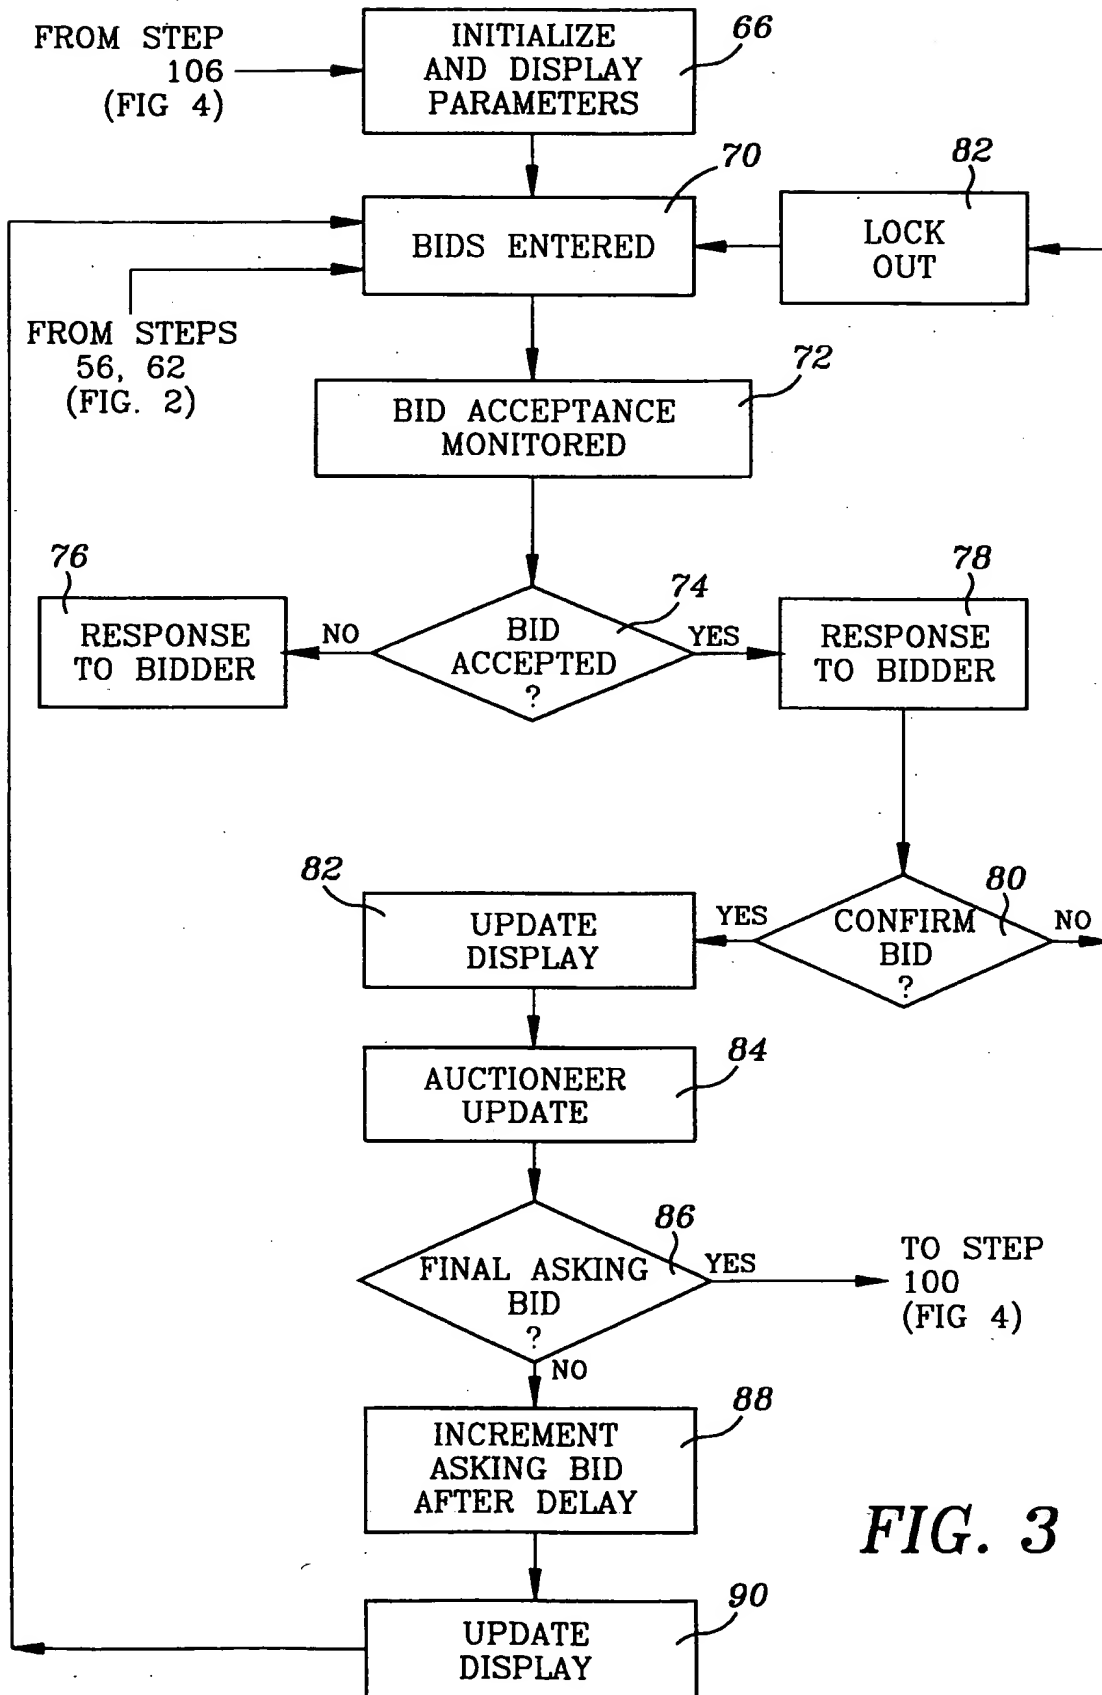 FROM STEP
106
(FIG 4)
INITIALIZE
AND DISPLAY
PARAMETERS
66
70
BIDS ENTERED
82
LOCK
OUT
FROM STEPS
56, 62
(FIG. 2)
72
BID ACCEPTANCE
MONITORED
76
RESPONSE
TO BIDDER
NO
74
BID
ACCEPTED
?
YES
78
RESPONSE
TO BIDDER
82
UPDATE
DISPLAY
YES
80
CONFIRM
BID
?
NO
84
AUCTIONEER
UPDATE
86
FINAL ASKING
BID
?
YES
TO STEP
100
(FIG 4)
NO
88
INCREMENT
ASKING BID
AFTER DELAY
FIG. 3
90
UPDATE
DISPLAY